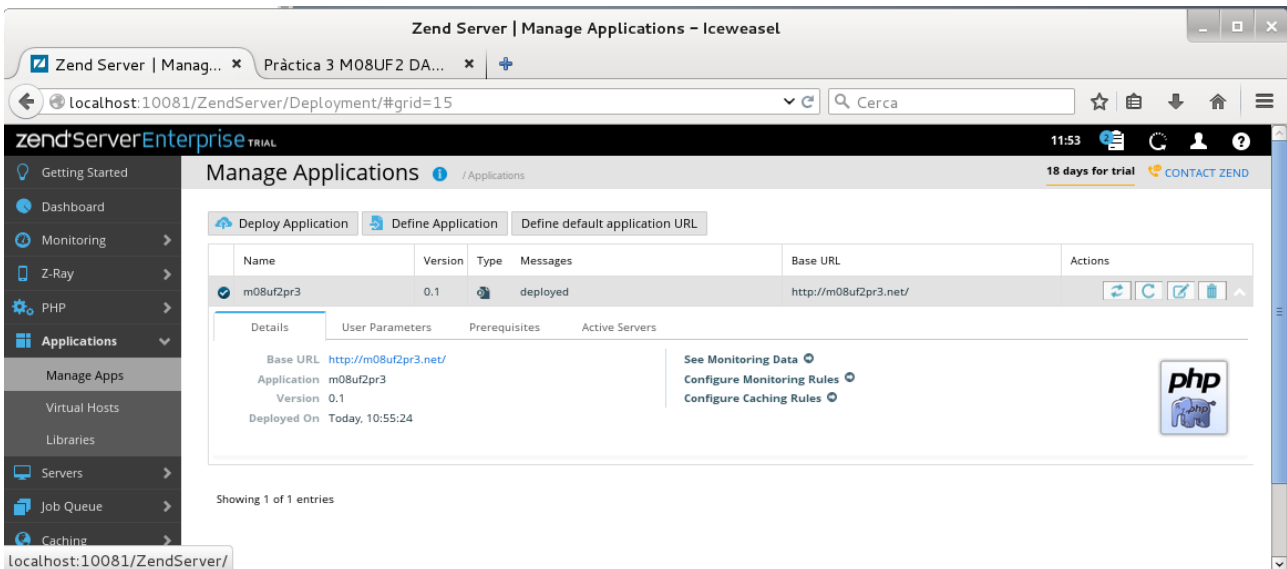 Zend Server | Manage Applications - Iceweasel
Zend Server | Manag... × Pràctica 3 M08UF2 DA... ×
localhost:10081/ZendServer/Deployment/#grid=15 Cerca
zend Server Enterprise TRIAL 11:53 2
Getting Started
Manage Applications / Applications 18 days for trial CONTACT ZEND
Dashboard
Deploy Application Define Application Define default application URL
Monitoring
Name Version Type Messages Base URL Actions
Z-Ray
m08uf2pr3 0.1 deployed http://m08uf2pr3.net/
PHP
Details User Parameters Prerequisites Active Servers
Applications
Base URL http://m08uf2pr3.net/ See Monitoring Data
Manage Apps
Application m08uf2pr3 Configure Monitoring Rules
Version 0.1 Configure Caching Rules
Virtual Hosts
Deployed On Today, 10:55:24
php
php
Libraries
Servers
Job Queue
Showing 1 of 1 entries
Caching
localhost:10081/ZendServer/